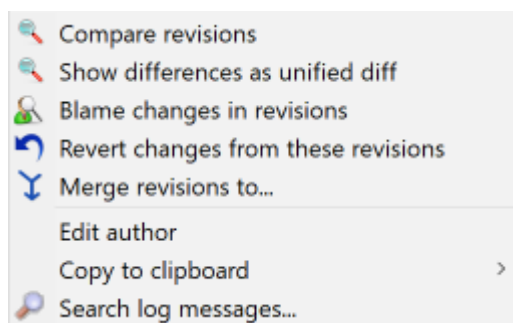 Compare revisions
Show differences as unified diff
Blame changes in revisions
Revert changes from these revisions
Merge revisions to...
Edit author
Copy to clipboard
Search log messages...